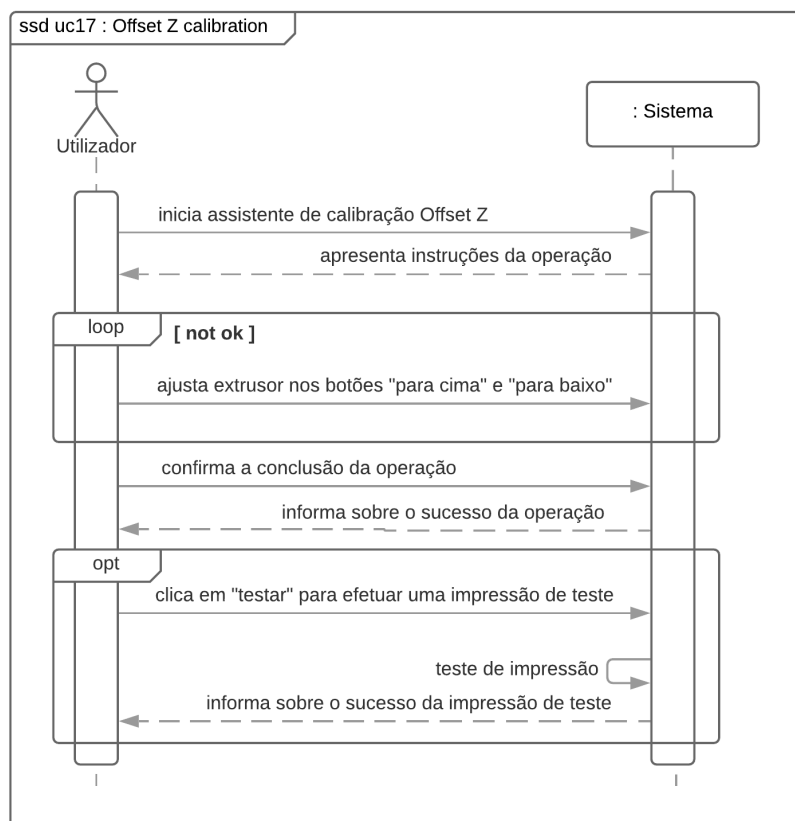 ssd uc17 : Offset Z calibration
Utilizador
: Sistema
inicia assistente de calibração Offset Z
apresenta instruções da operação
loop
[ not ok ]
ajusta extrusor nos botões "para cima" e "para baixo"
confirma a conclusão da operação
informa sobre o sucesso da operação
opt
clica em "testar" para efetuar uma impressão de teste
teste de impressão
informa sobre o sucesso da impressão de teste